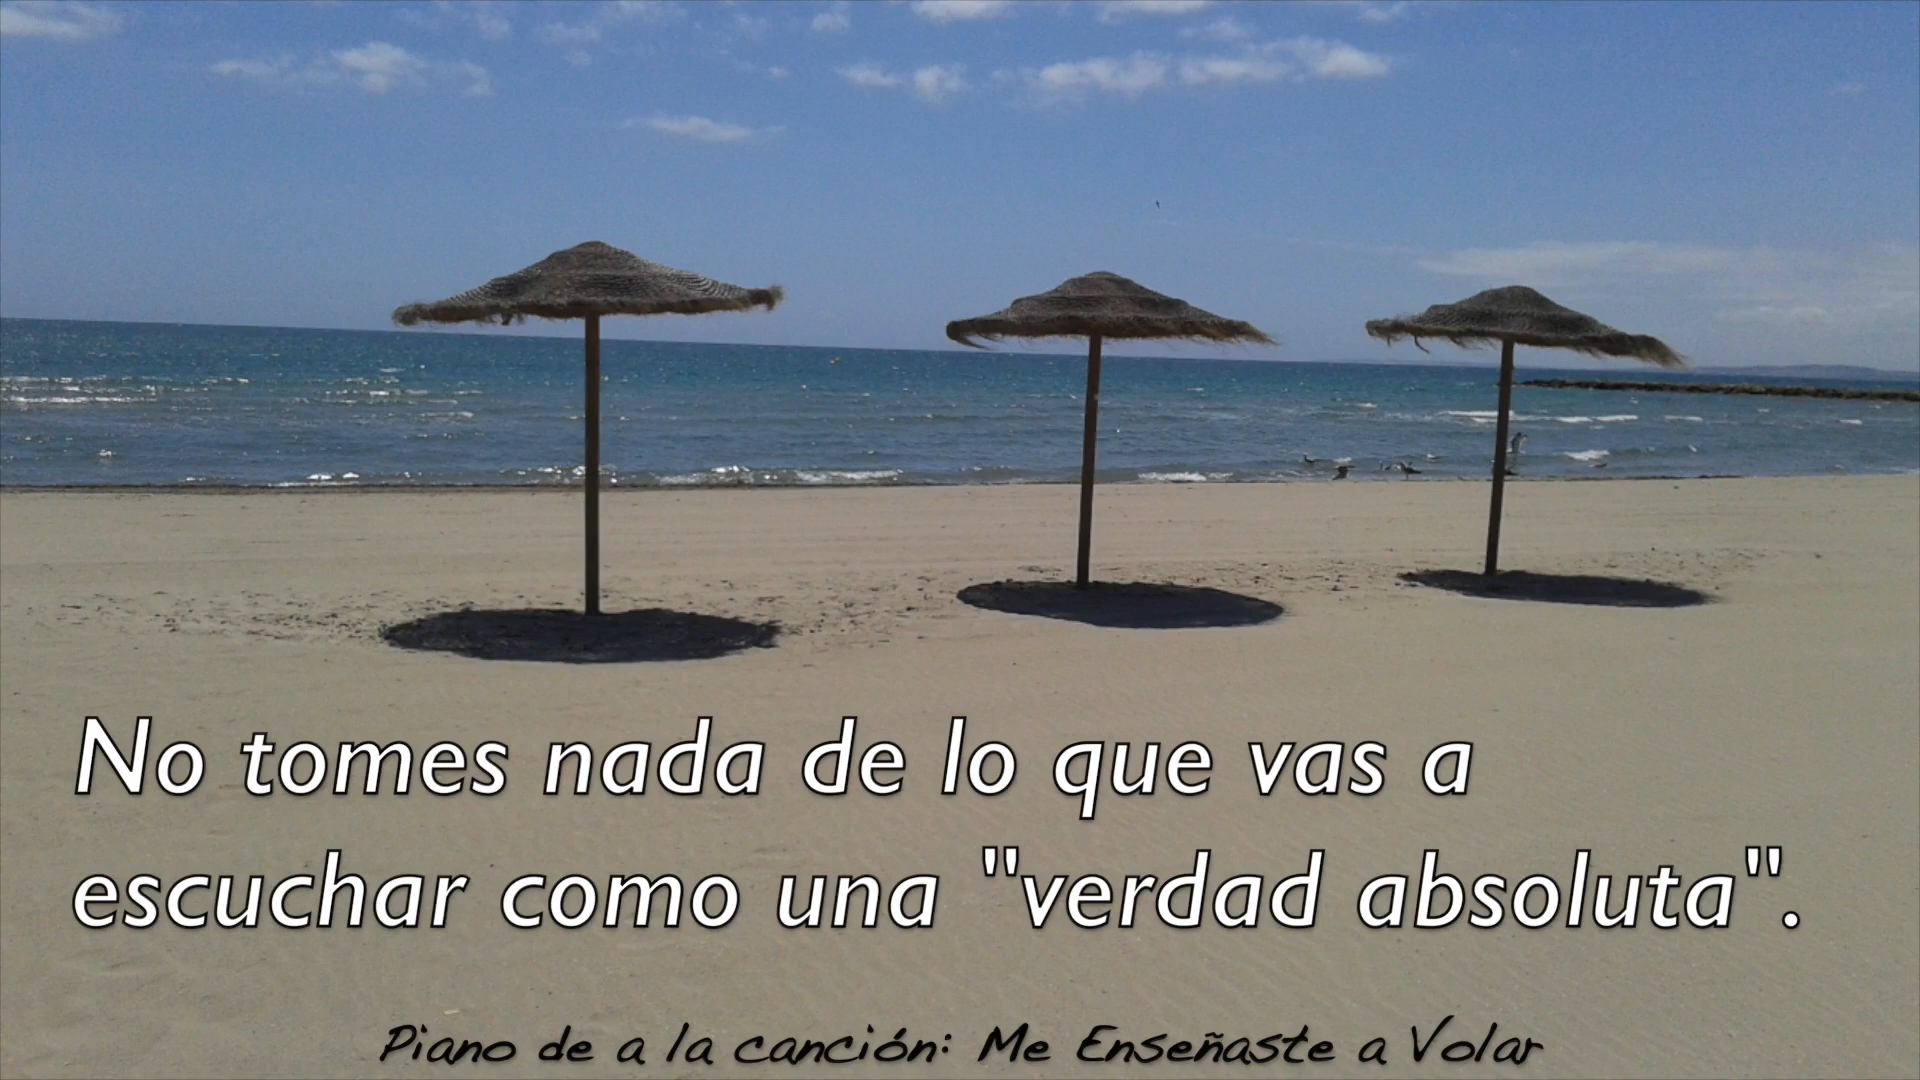 No tomes nada de lo que vas a
escuchar como una "verdad absoluta".
Piano de a la canción: Me Enseñaste a Volar